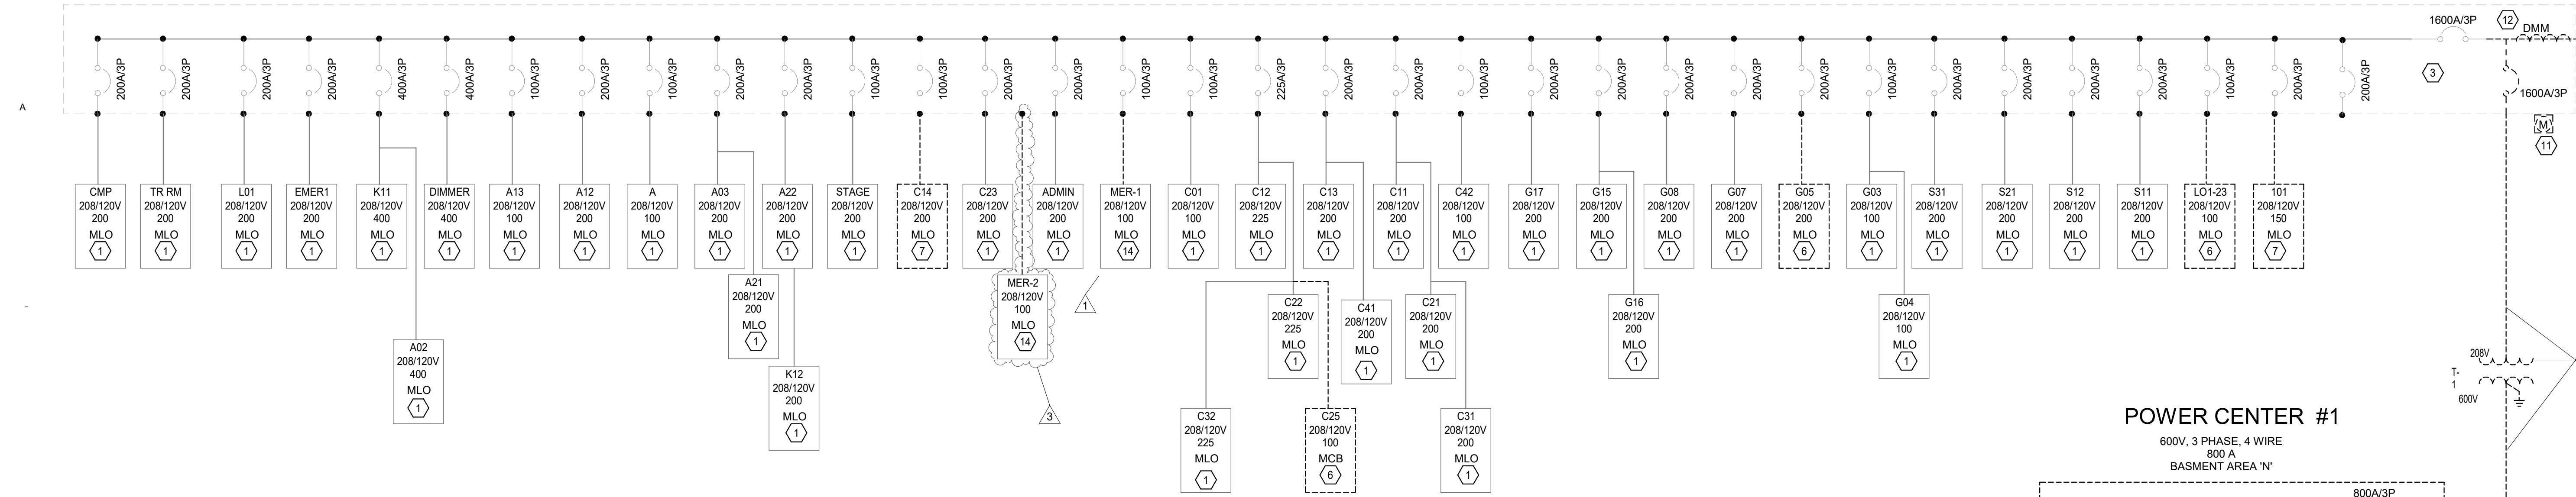 1600A/3P
12
DMM
200A/3P
200A/3P
200A/3P
200A/3P
400A/3P
400A/3P
100A/3P
200A/3P
100A/3P
200A/3P
200A/3P
100A/3P
100A/3P
200A/3P
200A/3P
100A/3P
100A/3P
225A/3P
200A/3P
200A/3P
100A/3P
200A/3P
200A/3P
200A/3P
200A/3P
200A/3P
100A/3P
200A/3P
200A/3P
200A/3P
200A/3P
100A/3P
200A/3P
200A/3P
3
1600A/3P
A
M
11
CMP
208/120V
200
MLO
1
TR RM
208/120V
200
MLO
1
L01
208/120V
200
MLO
1
EMER1
208/120V
200
MLO
1
K11
208/120V
400
MLO
1
DIMMER
208/120V
400
MLO
1
A13
208/120V
100
MLO
1
A12
208/120V
200
MLO
1
A
208/120V
100
MLO
1
A03
208/120V
200
MLO
1
A22
208/120V
200
MLO
1
STAGE
208/120V
200
MLO
1
C14
208/120V
200
MLO
7
C23
208/120V
200
MLO
1
ADMIN
208/120V
200
MLO
1
MER-1
208/120V
100
MLO
14
C01
208/120V
100
MLO
1
C12
208/120V
225
MLO
1
C13
208/120V
200
MLO
1
C11
208/120V
200
MLO
1
C42
208/120V
100
MLO
1
G17
208/120V
200
MLO
1
G15
208/120V
200
MLO
1
G08
208/120V
200
MLO
1
G07
208/120V
200
MLO
1
G05
208/120V
200
MLO
6
G03
208/120V
100
MLO
1
S31
208/120V
200
MLO
1
S21
208/120V
200
MLO
1
S12
208/120V
200
MLO
1
S11
208/120V
200
MLO
1
LO1-23
208/120V
100
MLO
6
101
208/120V
150
MLO
7
A21
208/120V
200
MLO
1
MER-2
208/120V
100
MLO
14
1
C22
208/120V
225
MLO
1
C41
208/120V
200
MLO
1
C21
208/120V
200
MLO
1
G16
208/120V
200
MLO
1
G04
208/120V
100
MLO
1
A02
208/120V
400
MLO
1
K12
208/120V
200
MLO
1
3
C32
208/120V
225
MLO
1
C25
208/120V
100
MCB
6
C31
208/120V
200
MLO
1
208V
T-
1
600V
POWER CENTER #1
600V, 3 PHASE, 4 WIRE
800 A
BASMENT AREA 'N'
800A/3P